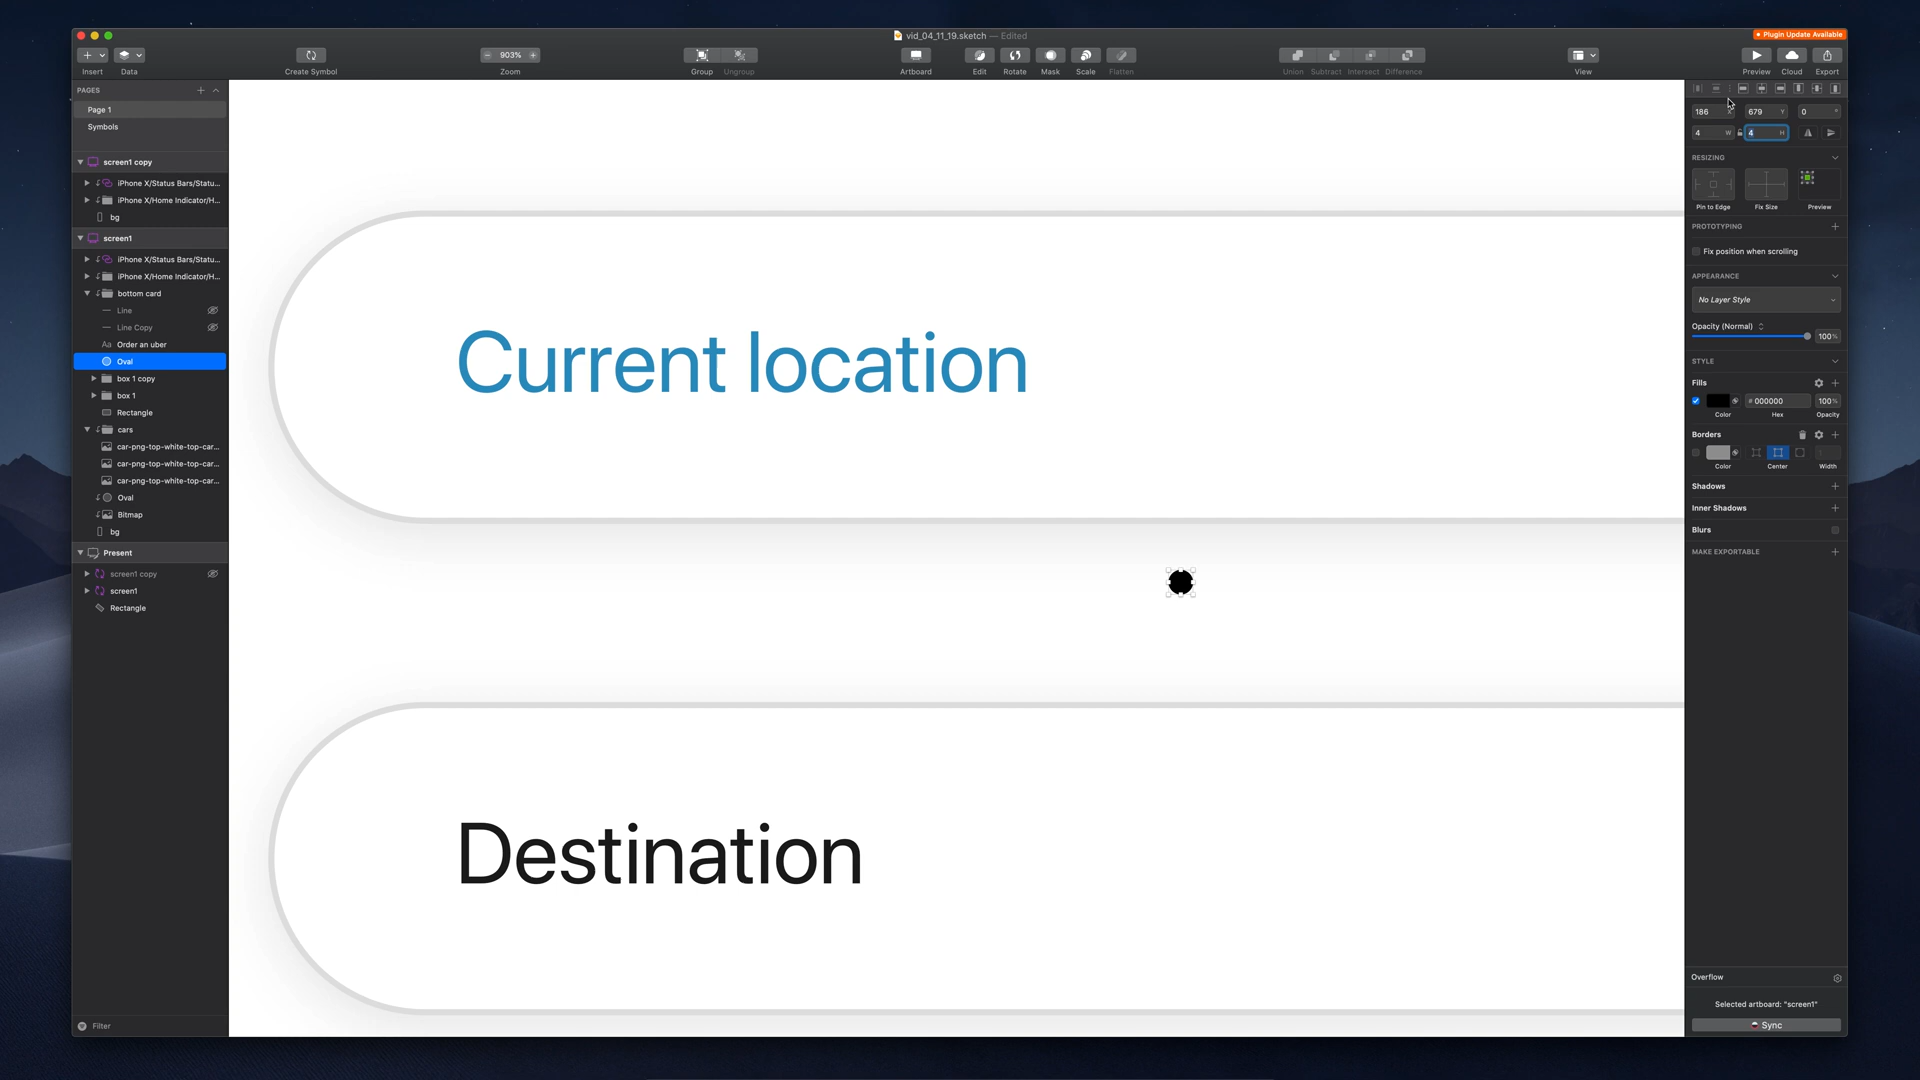 vid_04_11_19.sketch — Edited
Plugin Update Available
903%
Insert
Data
Create Symbol
Zoom
Group
Ungroup
Artboard
Edit
Rotate
Mask
Scale
Flatten
Union
Subtract
Intersect
Difference
View
Preview
Cloud
Export
PAGES
Page 1
Symbols
screen1 copy
iPhone X/Status Bars/Statu...
iPhone X/Home Indicator/H...
bg
screen1
iPhone X/Status Bars/Statu...
iPhone X/Home Indicator/H...
bottom card
Line
Line Copy
Aa Order an uber
Oval
box 1 copy
box 1
Rectangle
cars
car-png-top-white-top-car...
car-png-top-white-top-car...
car-png-top-white-top-car...
Oval
Bitmap
bg
Present
screen1 copy
screen1
Rectangle
Filter
Current location
Destination
186 X 679 Y 0 °
4 W 4 H
RESIZING
Pin to Edge Fix Size Preview
PROTOTYPING
Fix position when scrolling
APPEARANCE
No Layer Style
Opacity (Normal)
100%
STYLE
Fills
# 000000 100%
Color Hex Opacity
Borders
Color Center Width
Shadows
Inner Shadows
Blurs
MAKE EXPORTABLE
Overflow
Selected artboard: "screen1"
Sync